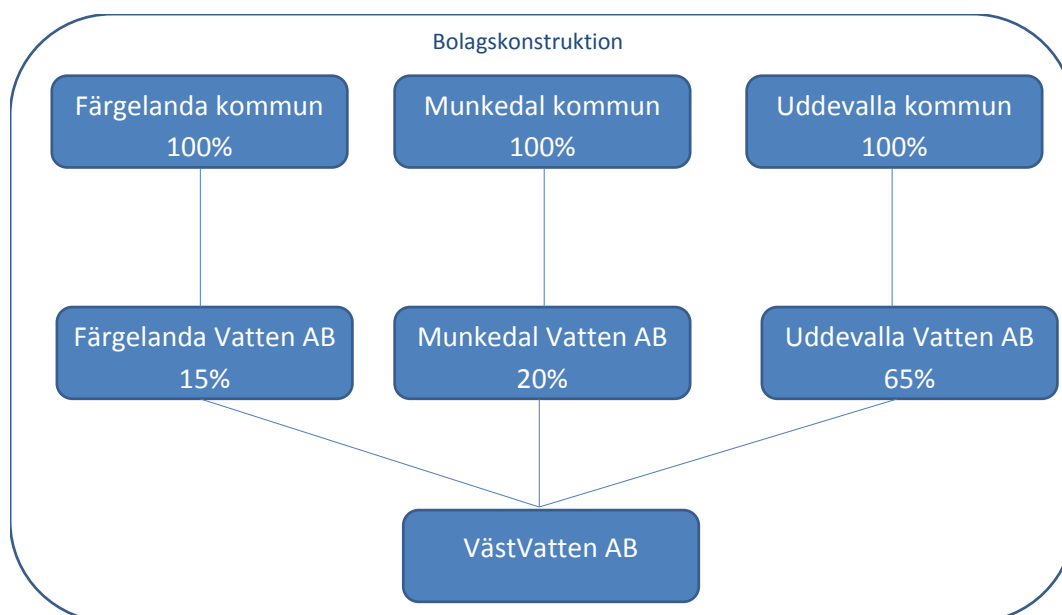 Bolagskonstruktion
Färgelanda kommun
100%
Munkedal kommun
100%
Uddevalla kommun
100%
Färgelanda Vatten AB
15%
Munkedal Vatten AB
20%
Uddevalla Vatten AB
65%
VästVatten AB